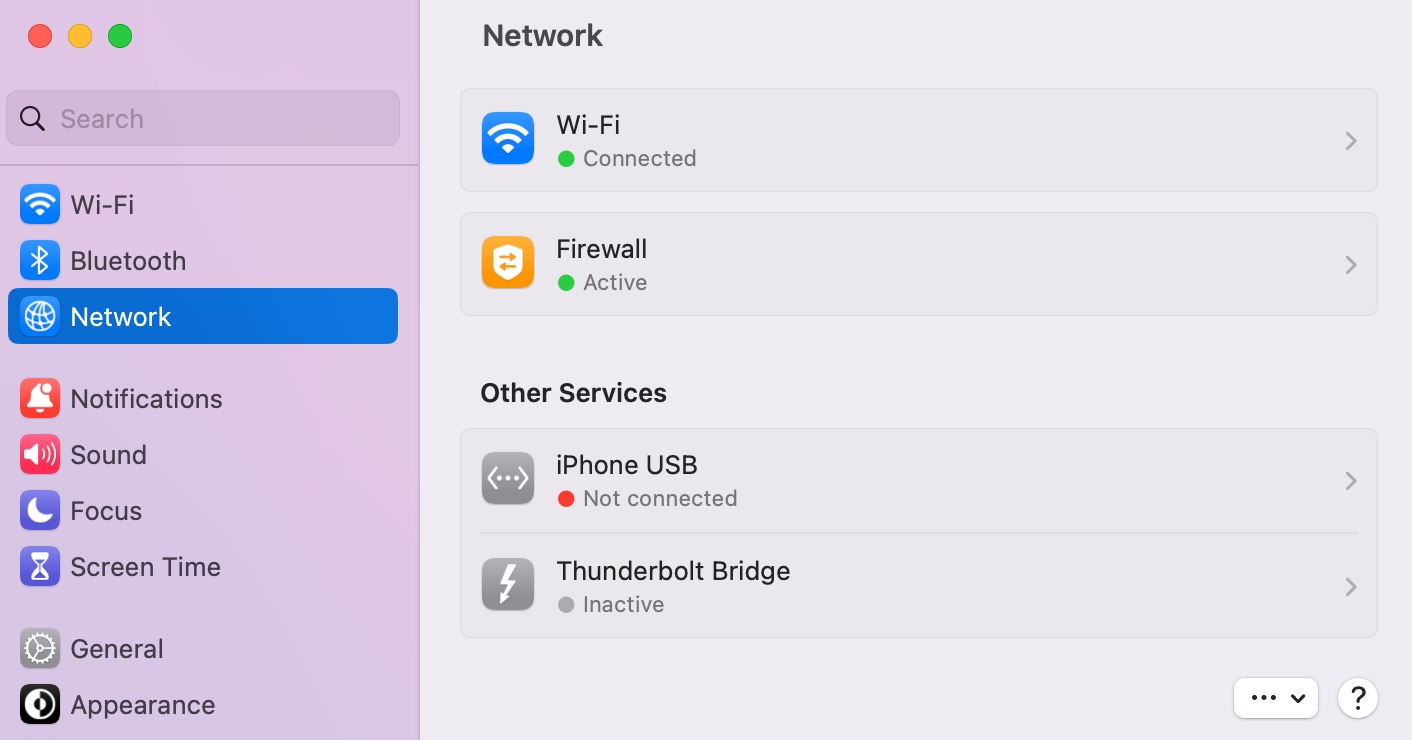 Search
Wi-Fi
Bluetooth
Network
Notifications
Sound
Focus
Screen Time
General
Appearance
Network
Wi-Fi
Connected
Firewall
Active
Other Services
iPhone USB
Not connected
Thunderbolt Bridge
Inactive
... ?